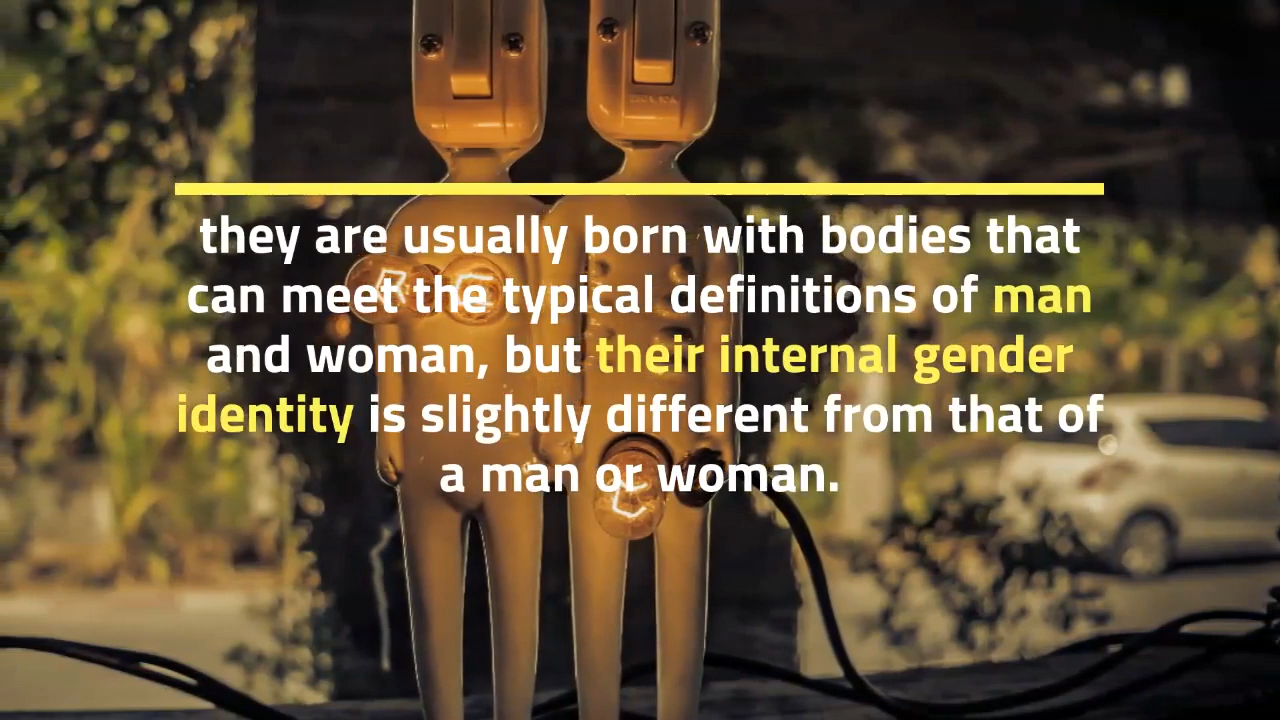 they are usually born with bodies that
can meet the typical definitions of man
and woman, but their internal gender
identity is slightly different from that of
a man or woman.